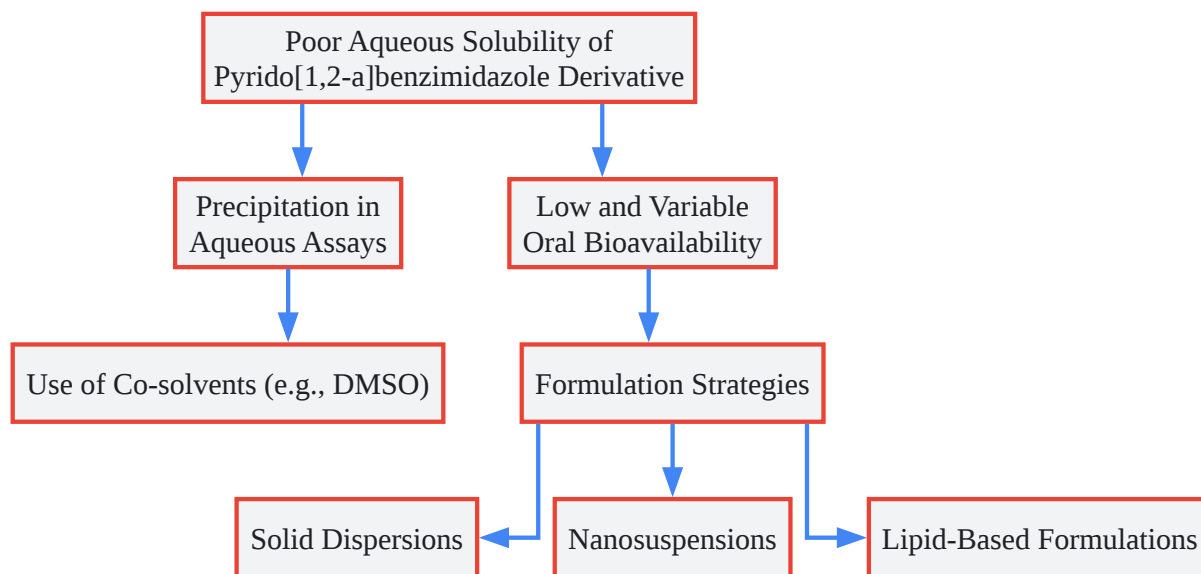 Poor Aqueous Solubility of
Pyrido[1,2-a]benzimidazole Derivative
Precipitation in
Aqueous Assays
Low and Variable
Oral Bioavailability
Use of Co-solvents (e.g., DMSO)
Formulation Strategies
Solid Dispersions
Nanosuspensions
Lipid-Based Formulations